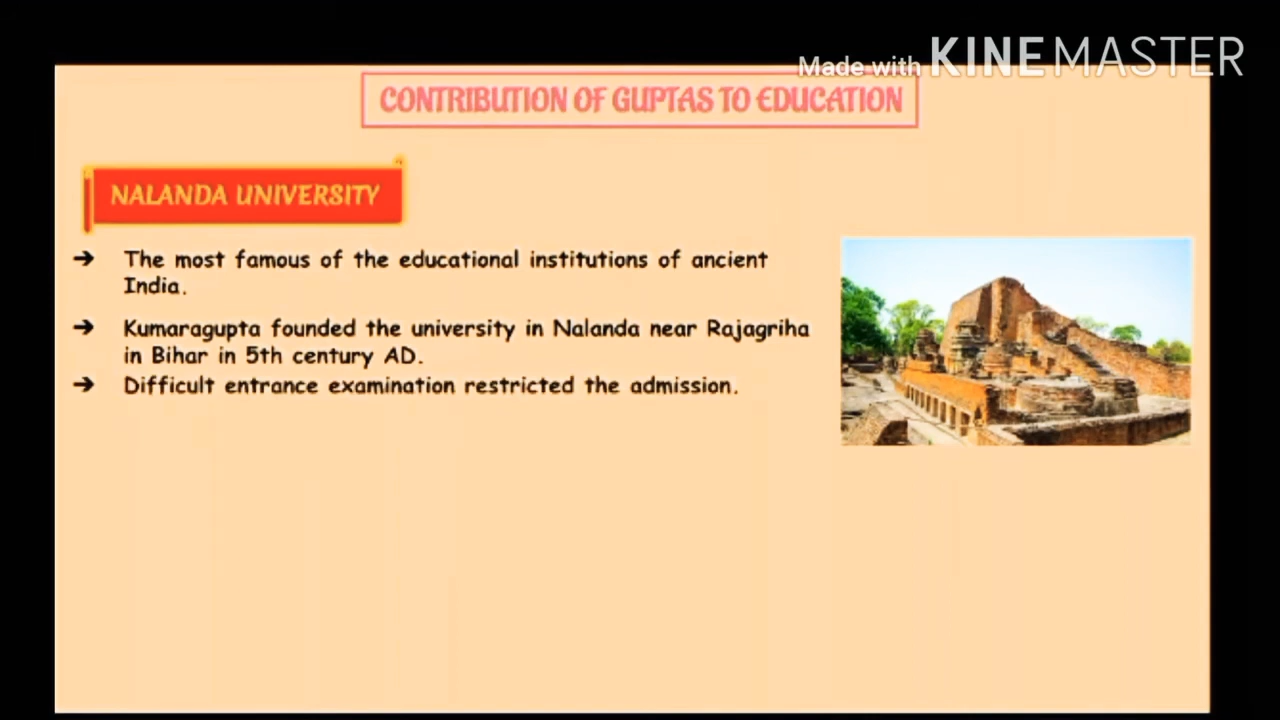 Made with KINEMASTER
CONTRIBUTION OF GUPTAS TO EDUCATION
NALANDA UNIVERSITY
➔ The most famous of the educational institutions of ancient
India.
➔ Kumaragupta founded the university in Nalanda near Rajagriha
in Bihar in 5th century AD.
➔ Difficult entrance examination restricted the admission.